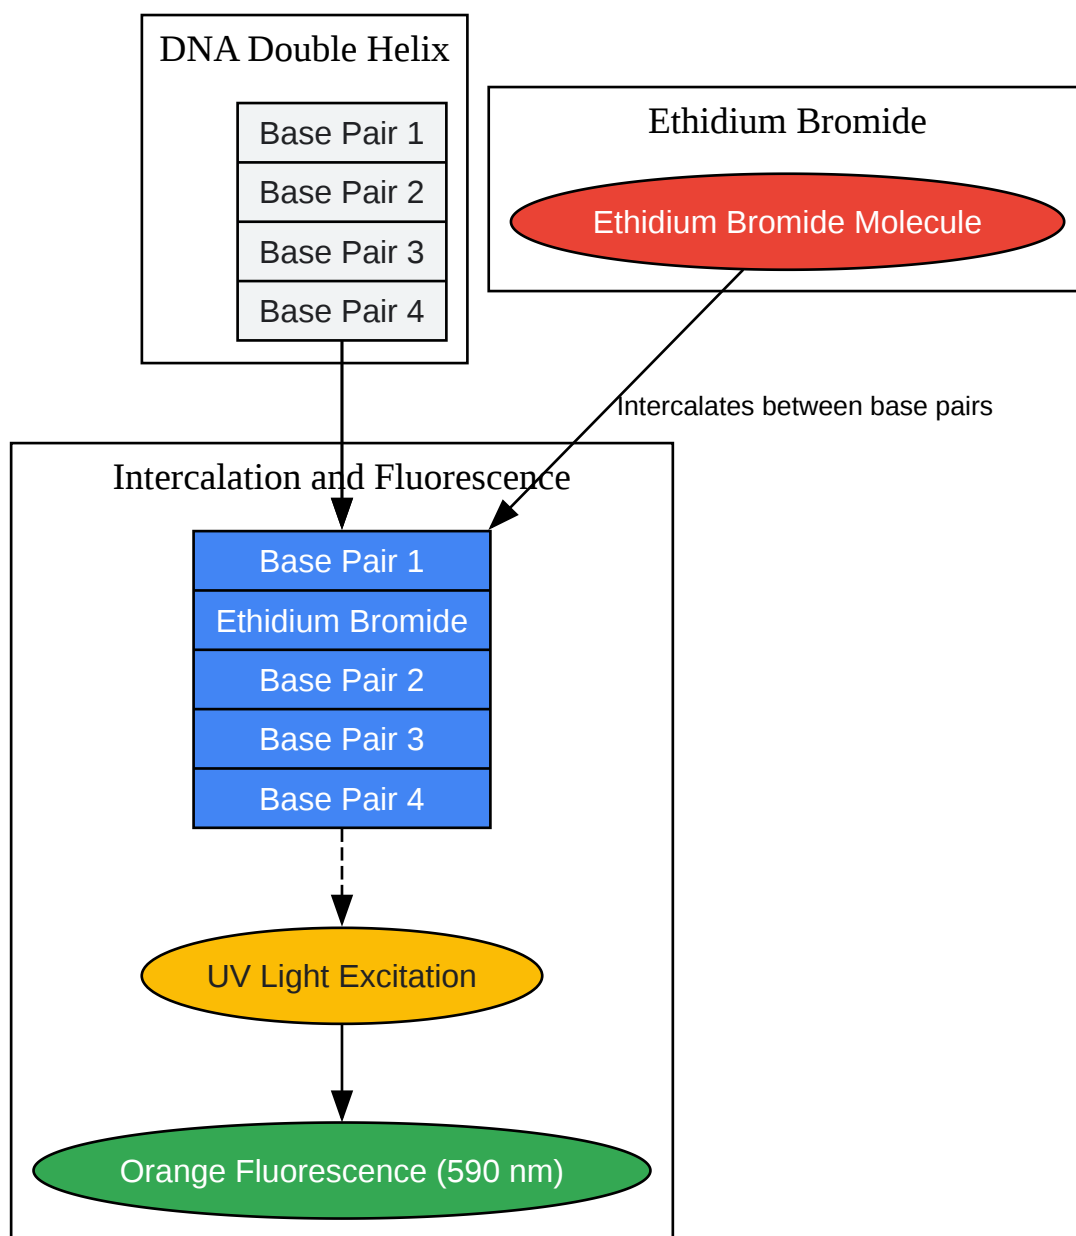 DNA Double Helix
Base Pair 1
Base Pair 2
Base Pair 3
Base Pair 4
Ethidium Bromide
Ethidium Bromide Molecule
Intercalates between base pairs
Intercalation and Fluorescence
Base Pair 1
Ethidium Bromide
Base Pair 2
Base Pair 3
Base Pair 4
UV Light Excitation
Orange Fluorescence (590 nm)